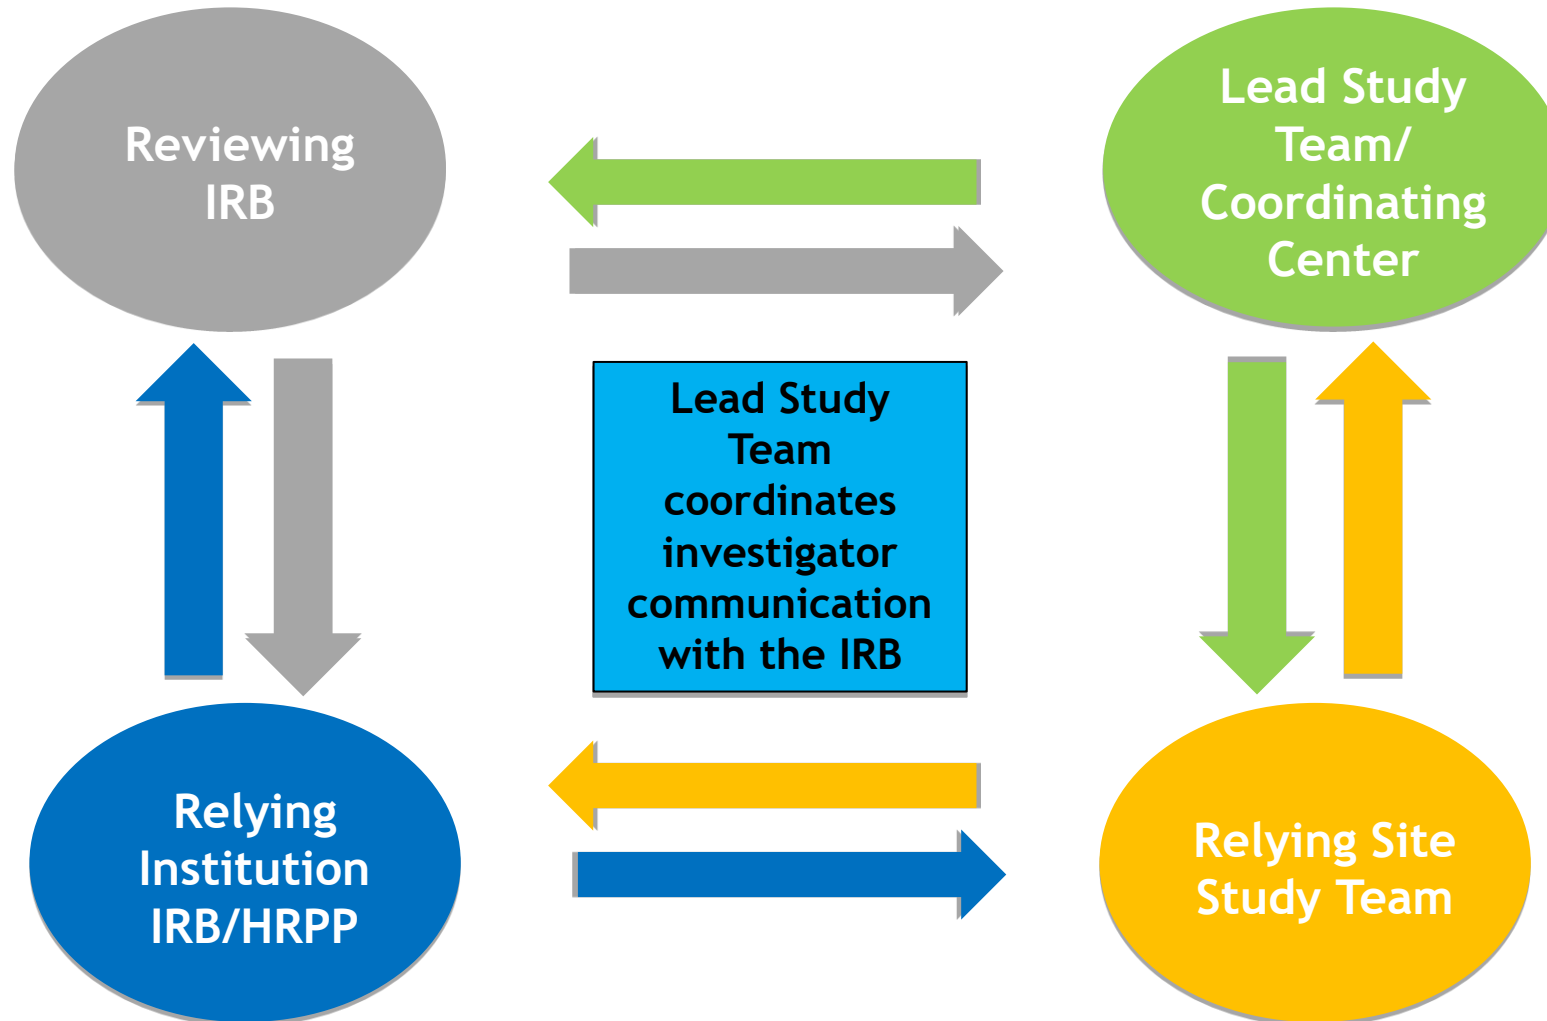 Reviewing
IRB
Lead Study
Team/
Coordinating
Center
Lead Study
Team
coordinates
investigator
communication
with the IRB
Relying
Institution
IRB/HRPP
Relying Site
Study Team